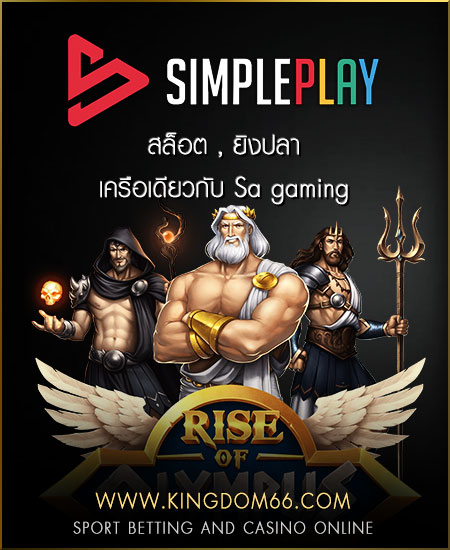 SIMPLEPLAY
สล็อต , ยิงปลา
เครือเดียวกับ Sa gaming
RISE
OF
OLYMPUS
WWW.KINGDOM66.COM
SPORT BETTING AND CASINO ONLINE